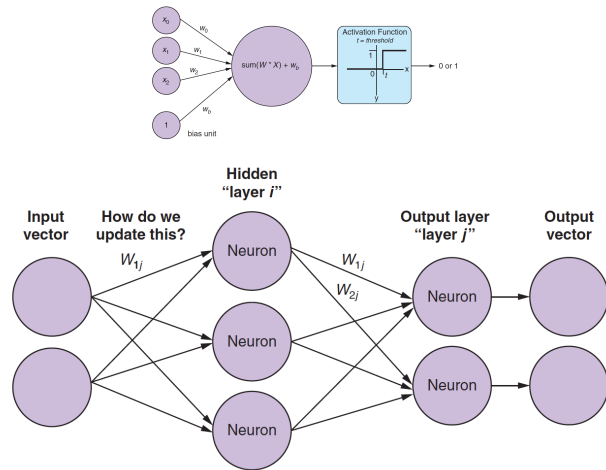 x0
w0
x1
w1
x2
w2
wb
1
bias unit
sum(W * X) + wb
Activation Function
t = threshold
1
0
t
x
y
0 or 1
Input
vector
How do we
update this?
W1j
Hidden
“layer i”
Neuron
Neuron
Neuron
W1j
W2j
Output layer
“layer j”
Neuron
Neuron
Output
vector